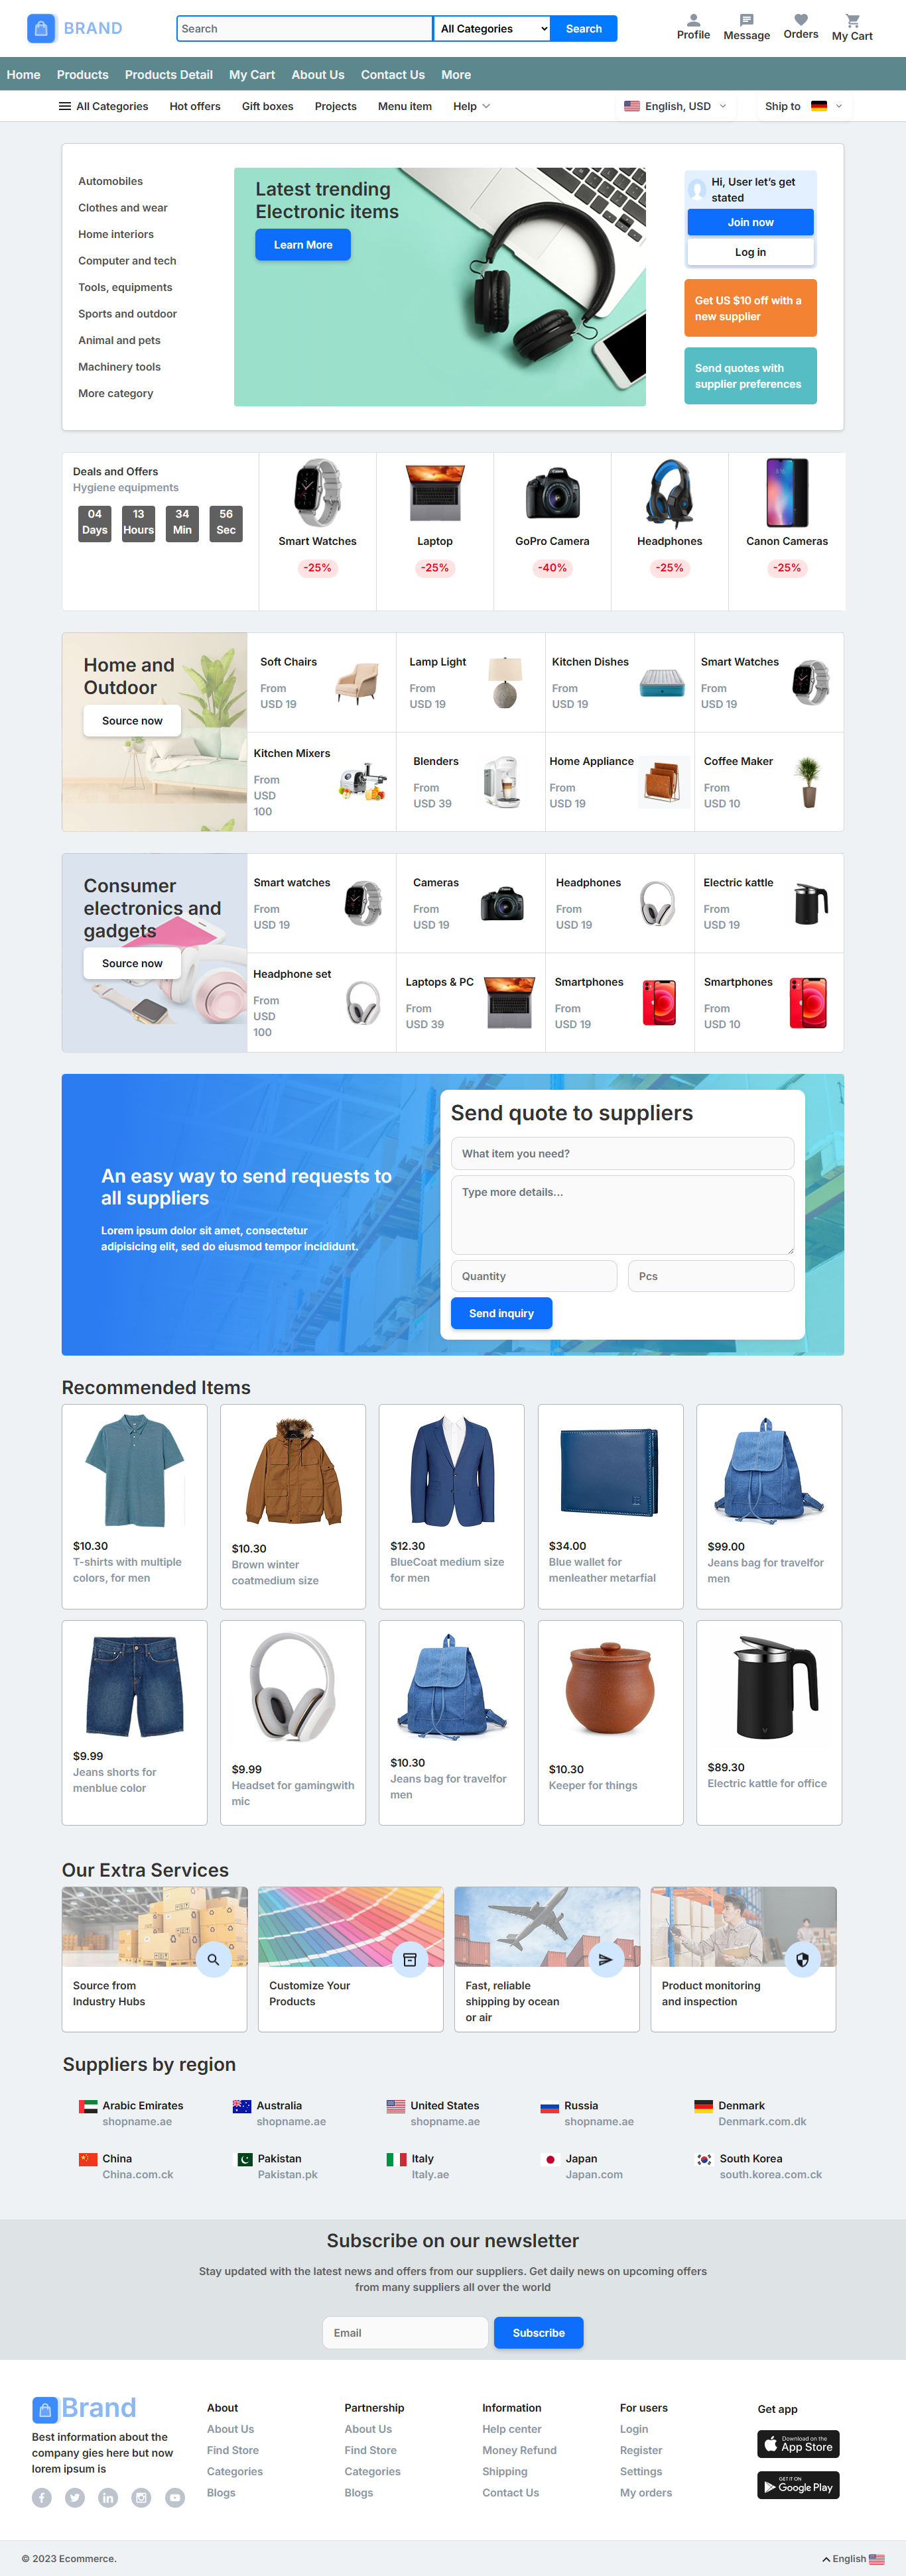 BRAND
Search
All Categories
Search
Profile
Message
Orders
My Cart
Home
Products
Products Detail
My Cart
About Us
Contact Us
More
All Categories
Hot offers
Gift boxes
Projects
Menu item
Help
English, USD
Ship to
Automobiles
Clothes and wear
Home interiors
Computer and tech
Tools, equipments
Sports and outdoor
Animal and pets
Machinery tools
More category
Latest trending
Electronic items
Learn More
Hi, User let's get
stated
Join now
Log in
Get US $10 off with a
new supplier
Send quotes with
supplier preferences
Deals and Offers
Hygiene equipments
04
Days
13
Hours
34
Min
56
Sec
Smart Watches
-25%
Laptop
-25%
GoPro Camera
-40%
Headphones
-25%
Canon Cameras
-25%
Home and
Outdoor
Source now
Soft Chairs
From
USD 19
Lamp Light
From
USD 19
Kitchen Dishes
From
USD 19
Smart Watches
From
USD 19
Kitchen Mixers
From
USD
100
Blenders
From
USD 39
Home Appliance
From
USD 19
Coffee Maker
From
USD 10
Consumer
electronics and
gadgets
Source now
Smart watches
From
USD 19
Cameras
From
USD 19
Headphones
From
USD 19
Electric kattle
From
USD 19
Headphone set
From
USD
100
Laptops & PC
From
USD 39
Smartphones
From
USD 19
Smartphones
From
USD 10
An easy way to send requests to
all suppliers
Lorem ipsum dolor sit amet, consectetur
adipisicing elit, sed do eiusmod tempor incididunt.
Send quote to suppliers
What item you need?
Type more details...
Quantity
Pcs
Send inquiry
Recommended Items
$10.30
T-shirts with multiple
colors, for men
$10.30
Brown winter
coatmedium size
$12.30
BlueCoat medium size
for men
$34.00
Blue wallet for
menleather metarfial
$99.00
Jeans bag for travelfor
men
$9.99
Jeans shorts for
menblue color
$9.99
Headset for gamingwith
mic
$10.30
Jeans bag for travelfor
men
$10.30
Keeper for things
$89.30
Electric kattle for office
Our Extra Services
Source from
Industry Hubs
Customize Your
Products
Fast, reliable
shipping by ocean
or air
Product monitoring
and inspection
Suppliers by region
Arabic Emirates
shopname.ae
Australia
shopname.ae
United States
shopname.ae
Russia
shopname.ae
Denmark
Denmark.com.dk
China
China.com.ck
Pakistan
Pakistan.pk
Italy
Italy.ae
Japan
Japan.com
South Korea
south.korea.com.ck
Subscribe on our newsletter
Stay updated with the latest news and offers from our suppliers. Get daily news on upcoming offers
from many suppliers all over the world
Email
Subscribe
Brand
Best information about the
company gies here but now
lorem ipsum is
About
About Us
Find Store
Categories
Blogs
Partnership
About Us
Find Store
Categories
Blogs
Information
Help center
Money Refund
Shipping
Contact Us
For users
Login
Register
Settings
My orders
Get app
Download on the
App Store
GET IT ON
Google Play
© 2023 Ecommerce.
English